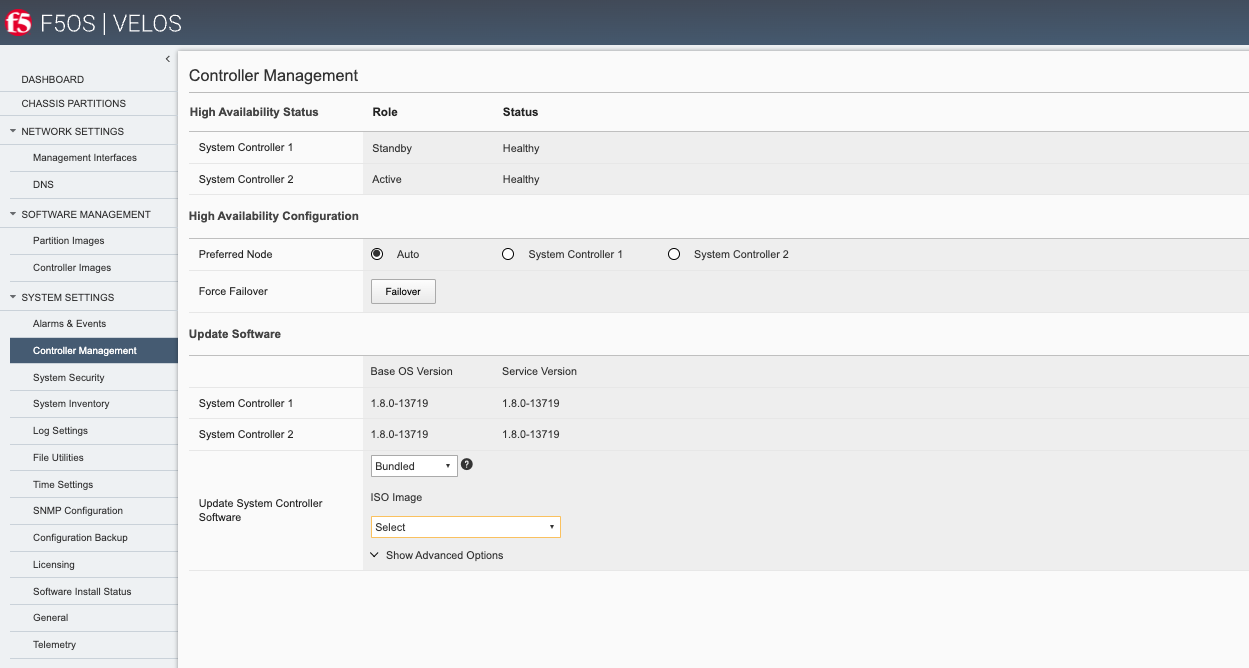 f5 F5OS | VELOS
<
DASHBOARD
CHASSIS PARTITIONS
NETWORK SETTINGS
Management Interfaces
DNS
SOFTWARE MANAGEMENT
Partition Images
Controller Images
SYSTEM SETTINGS
Alarms & Events
Controller Management
System Security
System Inventory
Log Settings
File Utilities
Time Settings
SNMP Configuration
Configuration Backup
Licensing
Software Install Status
General
Telemetry
Controller Management
High Availability Status Role Status
System Controller 1 Standby Healthy
System Controller 2 Active Healthy
High Availability Configuration
Preferred Node Auto System Controller 1 System Controller 2
Force Failover Failover
Update Software
Base OS Version Service Version
System Controller 1 1.8.0-13719 1.8.0-13719
System Controller 2 1.8.0-13719 1.8.0-13719
Bundled ?
ISO Image
Update System Controller
Software
Select
Show Advanced Options